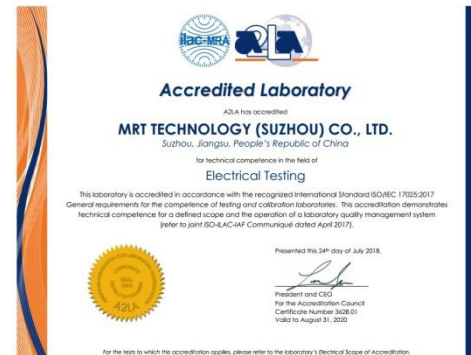 ilac-MRA
A2LA
Accredited Laboratory
A2LA has accredited
MRT TECHNOLOGY (SUZHOU) CO., LTD.
Suzhou, Jiangsu, People's Republic of China
for technical competence in the field of
Electrical Testing
This laboratory is accredited in accordance with the recognized International Standard ISO/IEC 17025:2017
General requirements for the competence of testing and calibration laboratories. This accreditation demonstrates
technical competence for a defined scope and the operation of a laboratory quality management system
(refer to joint ISO-ILAC-IAF Communiqué dated April 2017).
Presented this 24th day of July 2018.
President and CEO
For the Accreditation Council
Certificate Number 3628.01
Valid to August 31, 2020
SEAL
1978
A2LA
For the tests to which this accreditation applies, please refer to the laboratory's Electrical Scope of Accreditation.